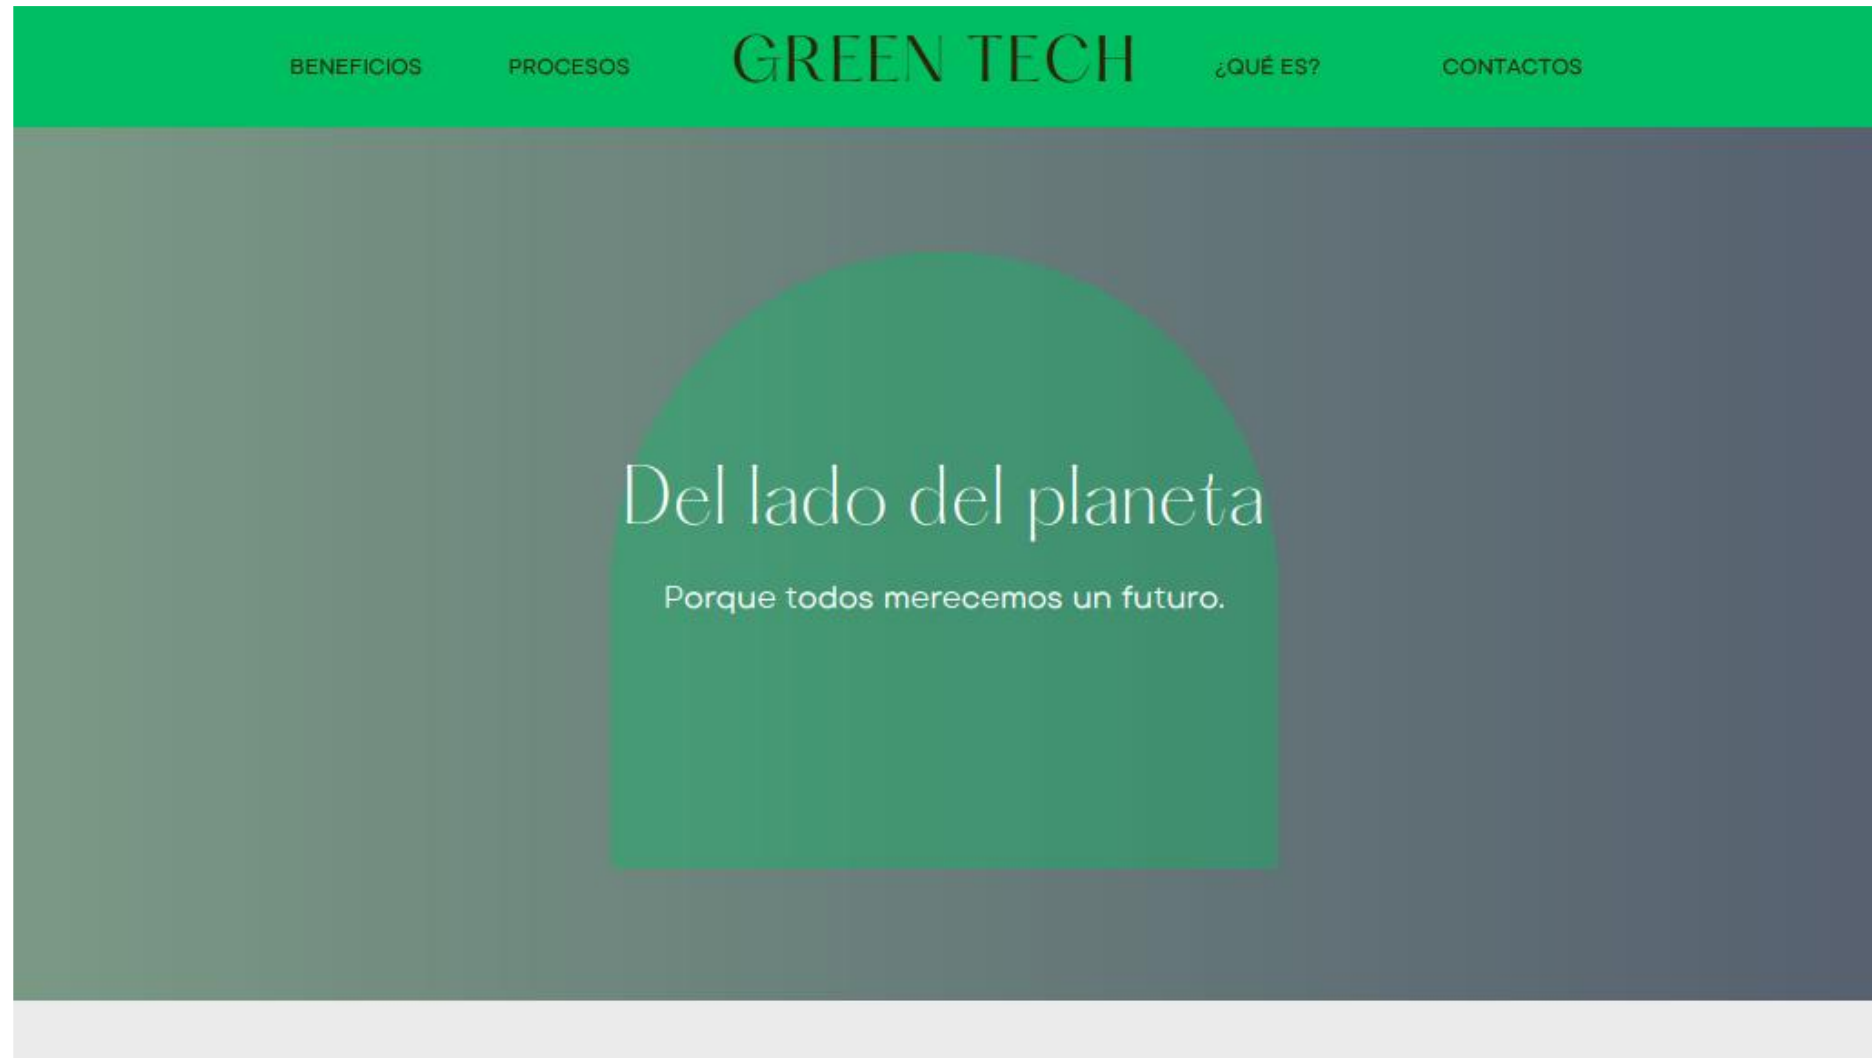 BENEFICIOS PROCESOS GREEN TECH ¿QUÉ ES? CONTACTOS
Del lado del planeta
Porque todos merecemos un futuro.